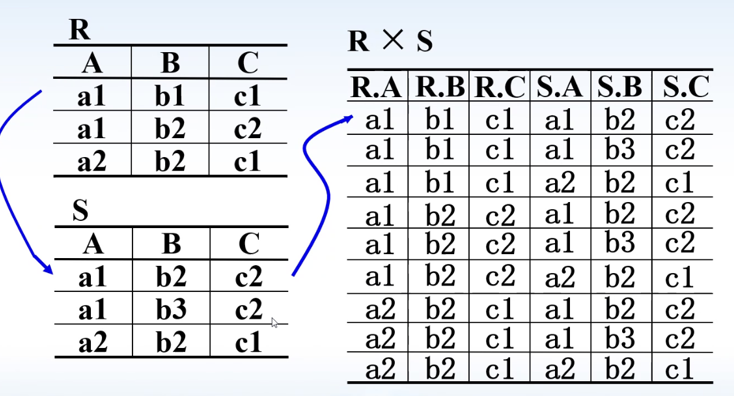 R
A B C
a1 b1 c1
a1 b2 c2
a2 b2 c1
S
A B C
a1 b2 c2
a1 b3 c2
a2 b2 c1
R × S
R.A R.B R.C S.A S.B S.C
a1 b1 c1 a1 b2 c2
a1 b1 c1 a1 b3 c2
a1 b1 c1 a2 b2 c1
a1 b2 c2 a1 b2 c2
a1 b2 c2 a1 b3 c2
a1 b2 c2 a2 b2 c1
a2 b2 c1 a1 b2 c2
a2 b2 c1 a1 b3 c2
a2 b2 c1 a2 b2 c1